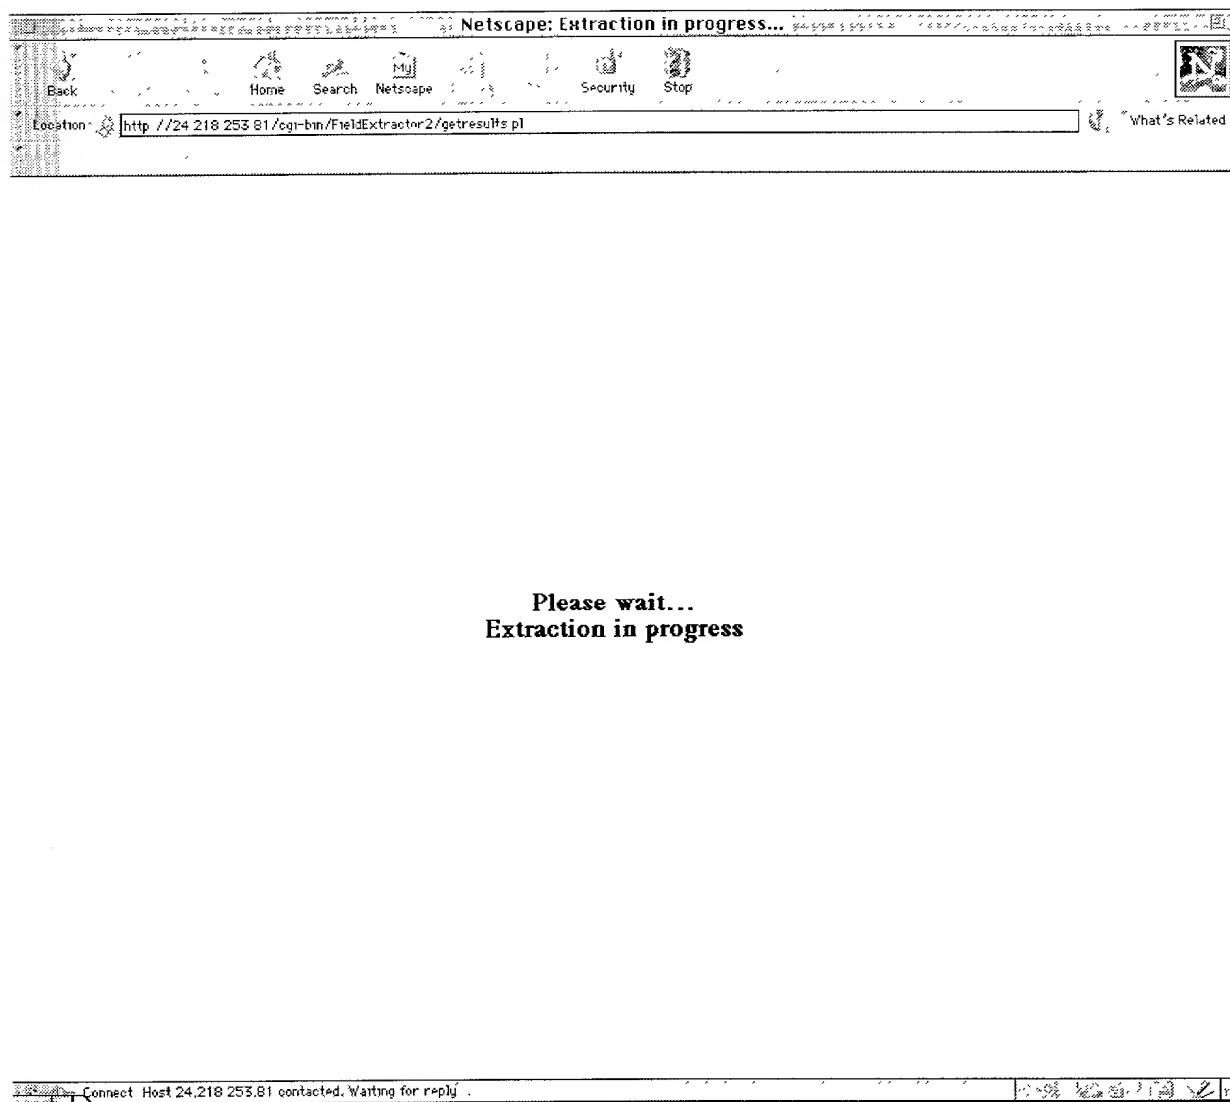 Netscape: Extraction in progress...
Back Home Search My Netscape Security Stop
Location: http //24 218 253 81/cgi-bin/FieldExtractor2/getresults pl What's Related
Please wait...
Extraction in progress
Connect Host 24.218 253.81 contacted. Waiting for reply .